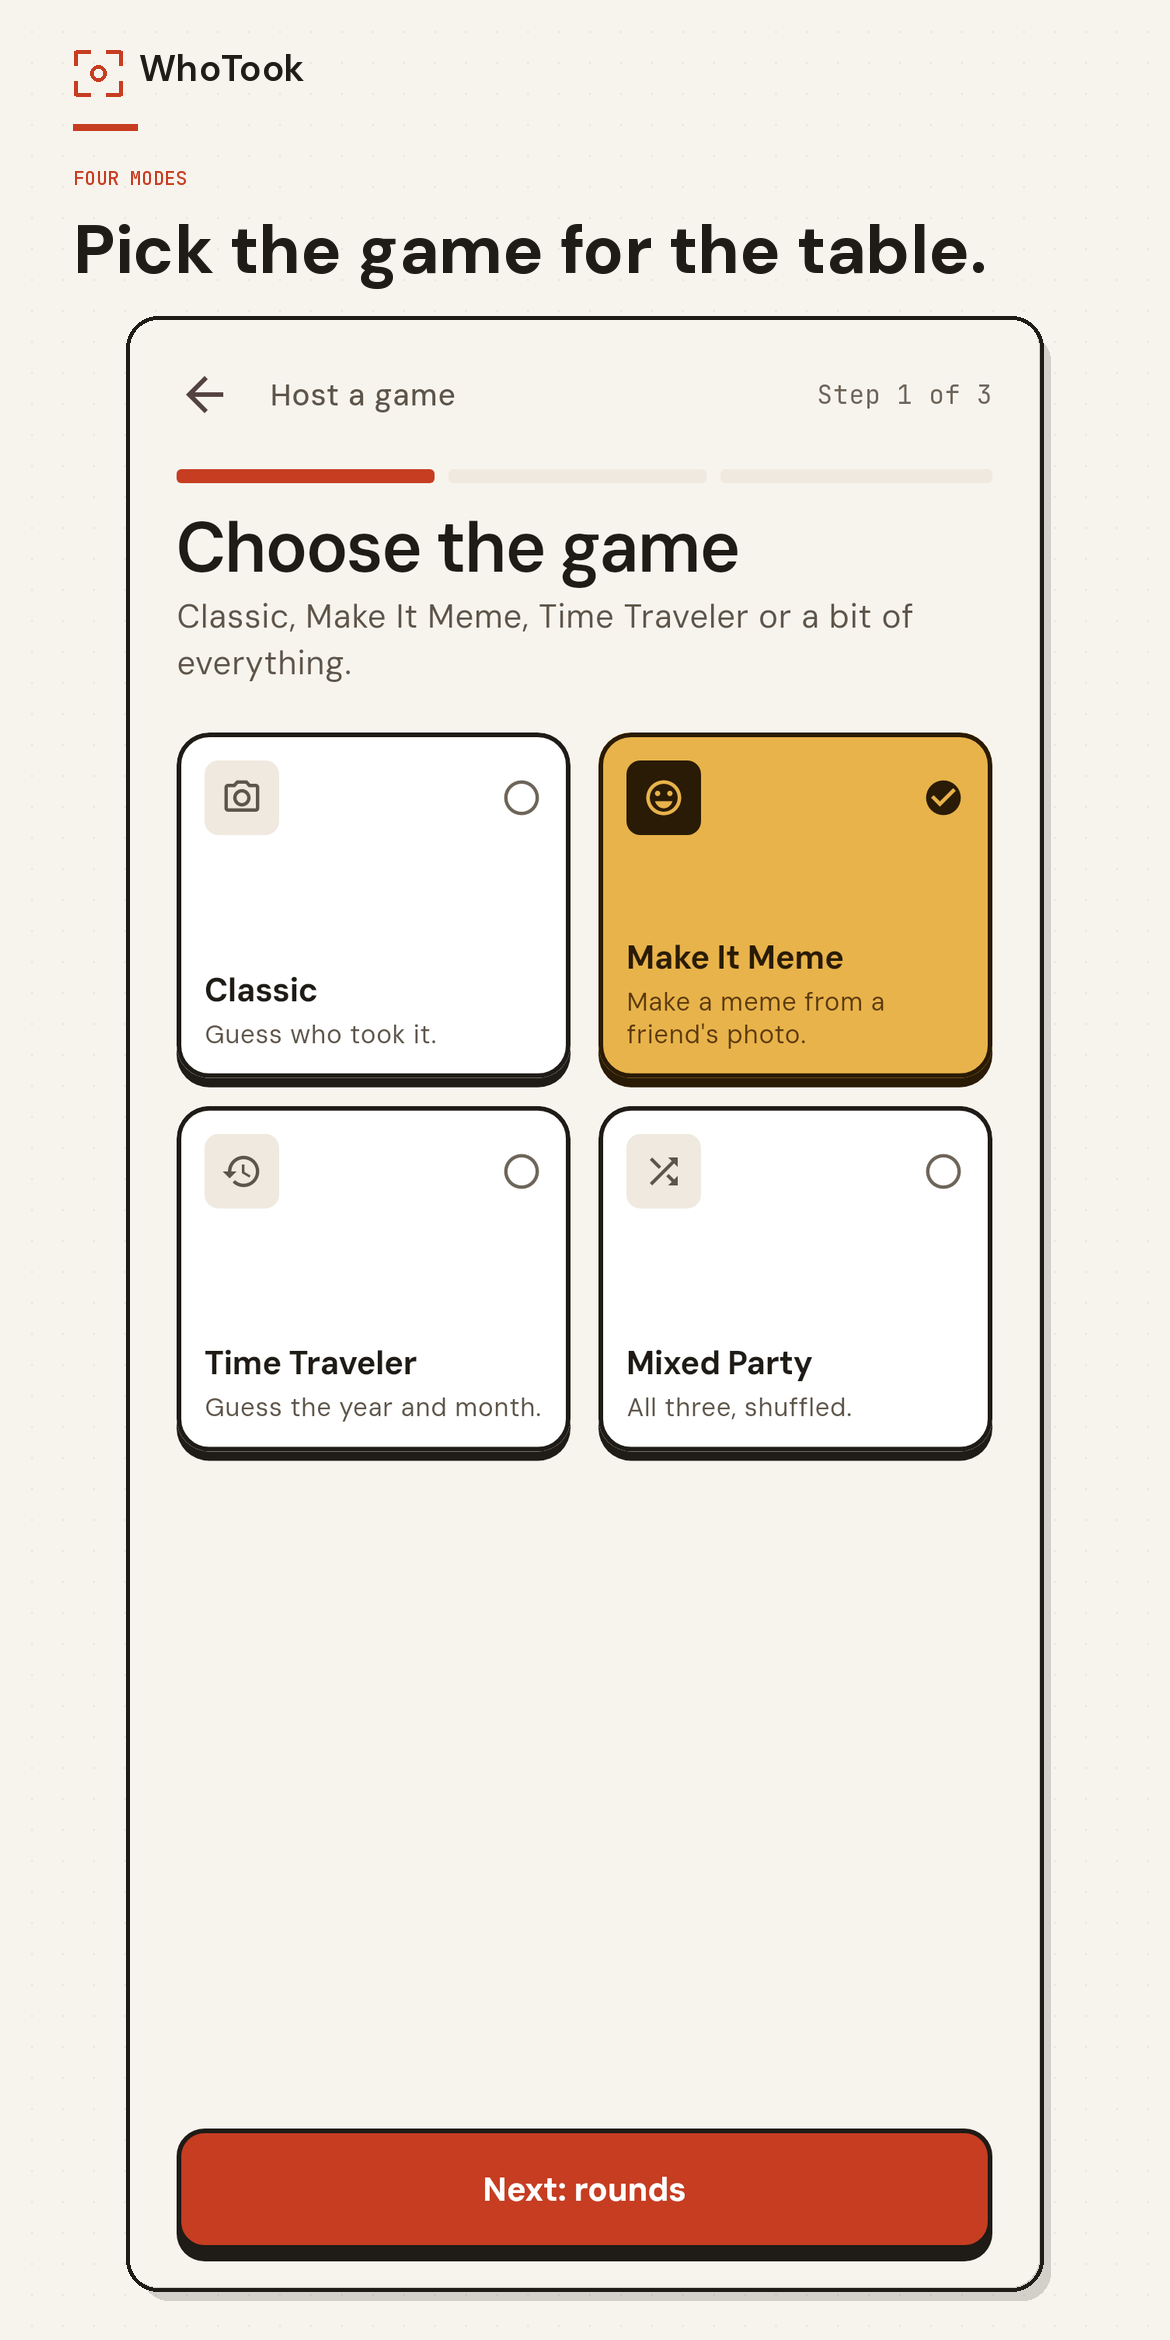 WhoTook
FOUR MODES
Pick the game for the table.
Host a game
Step 1 of 3
Choose the game
Classic, Make It Meme, Time Traveler or a bit of
everything.
Classic
Guess who took it.
Make It Meme
Make a meme from a
friend's photo.
Time Traveler
Guess the year and month.
Mixed Party
All three, shuffled.
Next: rounds